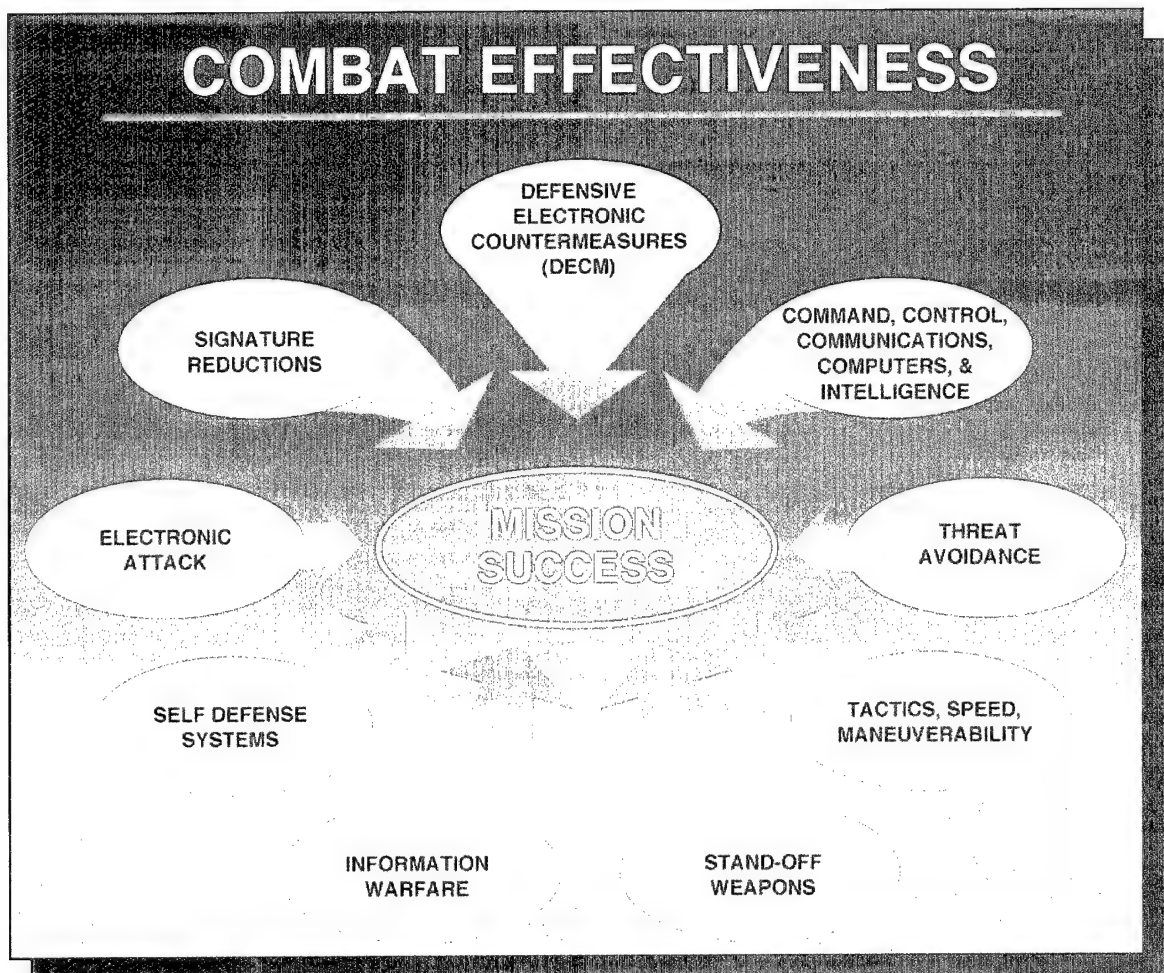 COMBAT EFFECTIVENESS
DEFENSIVE
ELECTRONIC
COUNTERMEASURES
(DECM)
SIGNATURE
REDUCTIONS
COMMAND, CONTROL,
COMMUNICATIONS,
COMPUTERS, &
INTELLIGENCE
ELECTRONIC
ATTACK
MISSION
SUCCESS
THREAT
AVOIDANCE
SELF DEFENSE
SYSTEMS
TACTICS, SPEED,
MANEUVERABILITY
INFORMATION
WARFARE
STAND-OFF
WEAPONS